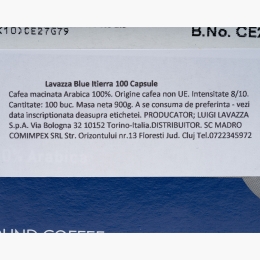 K1D)CE27G79
B.No. CE2
Lavazza Blue Itierra 100 Capsule
Cafea macinata Arabica 100%. Origine cafea non UE. Intensitate 8/10.
Cantitate: 100 buc. Masa neta 900g. A se consuma de preferinta - vezi
data inscriptionata deasupra etichetei. PRODUCATOR; LUIGI LAVAZZA
S.p.A. Via Bologna 32 10152 Torino-Italia.DISTRIBUITOR. SC MADRO
COMIMPEX SRL Str. Orizontului nr.13 Floresti Jud. Cluj Tel.0722345972
UND COFFEE